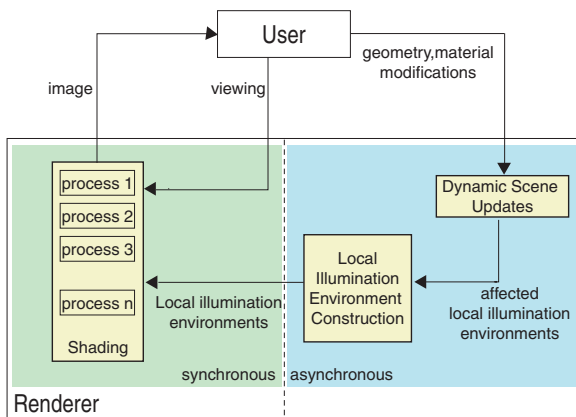 User
geometry,material
modifications
image
viewing
process 1
process 2
process 3
process n
Shading
Dynamic Scene
Updates
Local
Illumination
Environment
Construction
Local illumination
environments
affected
local illumination
environments
synchronous
asynchronous
Renderer